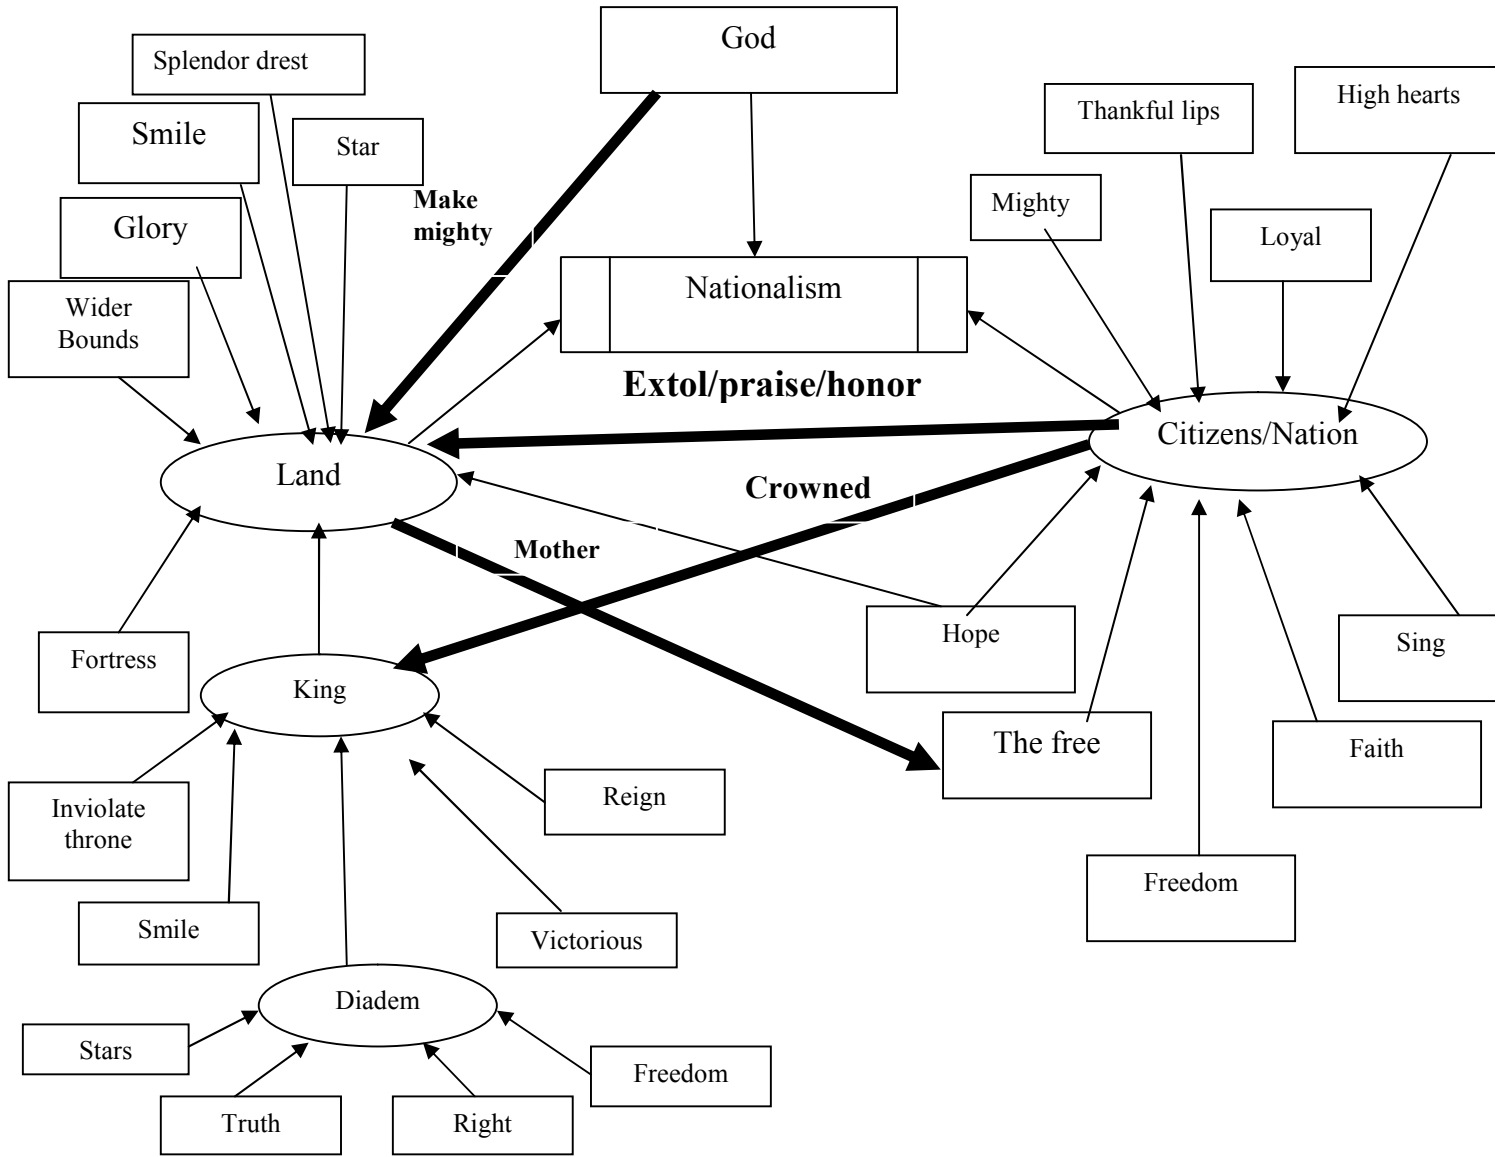 God
Splendor drest
High hearts
Thankful lips
Smile
Star
Make
mighty
Mighty
Glory
Loyal
Nationalism
Wider
Bounds
Extol/praise/honor
Citizens/Nation
Land
Crowned
Mother
Hope
Sing
Fortress
King
The free
Faith
Reign
Inviolate
throne
Freedom
Smile
Victorious
Diadem
Stars
Freedom
Truth
Right